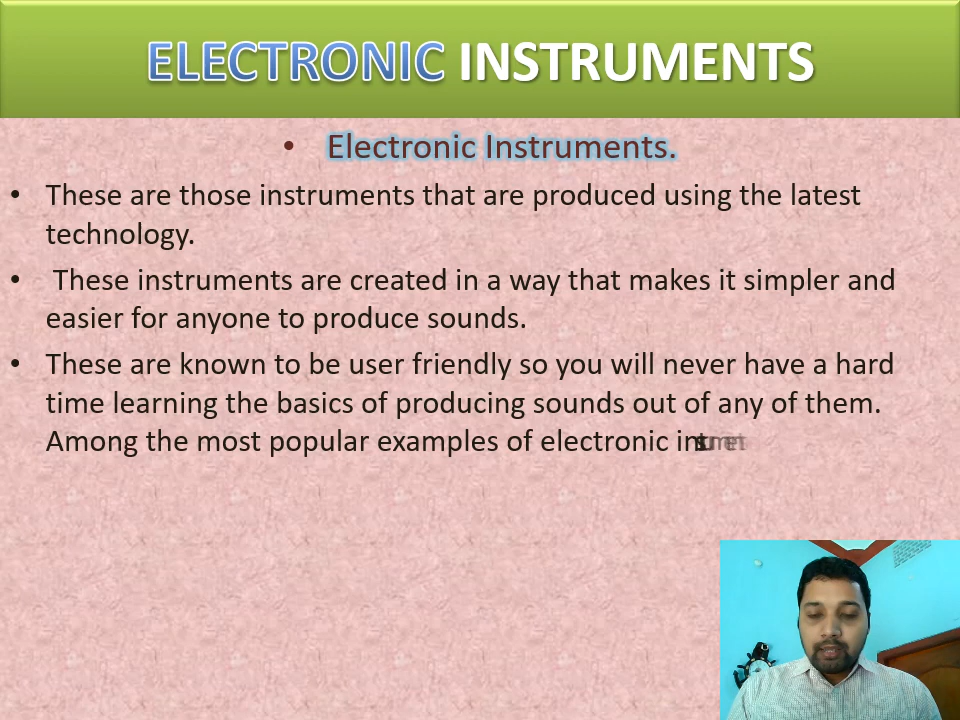 ELECTRONIC INSTRUMENTS
• Electronic Instruments.
• These are those instruments that are produced using the latest
technology.
• These instruments are created in a way that makes it simpler and
easier for anyone to produce sounds.
• These are known to be user friendly so you will never have a hard
time learning the basics of producing sounds out of any of them.
Among the most popular examples of electronic